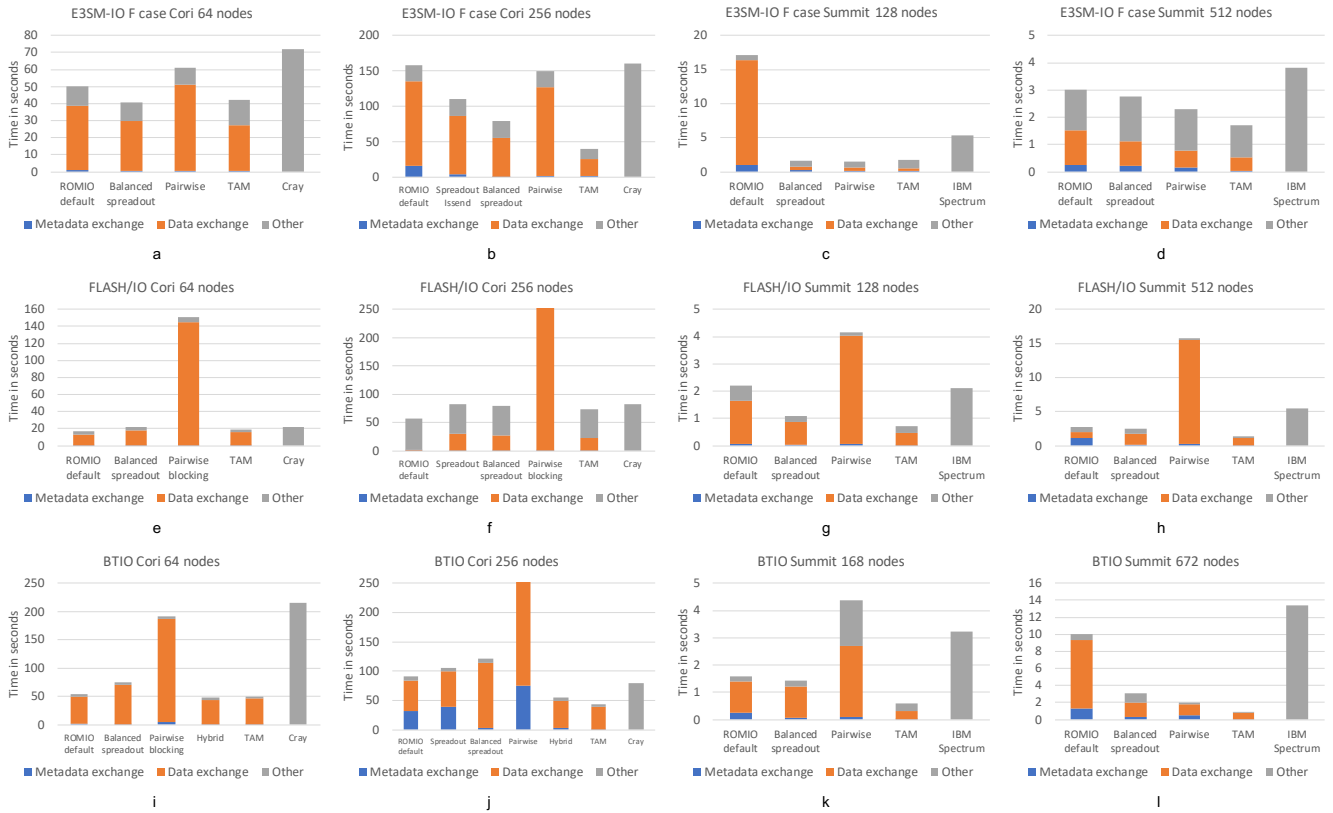 E3SM-IO F case Cori 64 nodes
Time in seconds
80
70
60
50
40
30
20
10
0
ROMIO default
Balanced spreadout
Pairwise
TAM
Cray
Metadata exchange Data exchange Other
a
E3SM-IO F case Cori 256 nodes
Time in seconds
200
150
100
50
0
ROMIO default
Spreadout Issend
Balanced spreadout
Pairwise
TAM
Cray
Metadata exchange Data exchange Other
b
E3SM-IO F case Summit 128 nodes
Time in seconds
20
15
10
5
0
ROMIO default
Balanced spreadout
Pairwise
TAM
IBM Spectrum
Metadata exchange Data exchange Other
c
E3SM-IO F case Summit 512 nodes
Time in seconds
5
4
3
2
1
0
ROMIO default
Balanced spreadout
Pairwise
TAM
IBM Spectrum
Metadata exchange Data exchange Other
d
FLASH/IO Cori 64 nodes
Time in seconds
160
140
120
100
80
60
40
20
0
ROMIO default
Balanced spreadout
Pairwise blocking
TAM
Cray
Metadata exchange Data exchange Other
e
FLASH/IO Cori 256 nodes
Time in seconds
250
200
150
100
50
0
ROMIO default
Spreadout
Balanced spreadout
Pairwise blocking
TAM
Cray
Metadata exchange Data exchange Other
f
FLASH/IO Summit 128 nodes
Time in seconds
5
4
3
2
1
0
ROMIO default
Balanced spreadout
Pairwise
TAM
IBM Spectrum
Metadata exchange Data exchange Other
g
FLASH/IO Summit 512 nodes
Time in seconds
20
15
10
5
0
ROMIO default
Balanced spreadout
Pairwise
TAM
IBM Spectrum
Metadata exchange Data exchange Other
h
BTIO Cori 64 nodes
Time in seconds
250
200
150
100
50
0
ROMIO default
Balanced spreadout
Pairwise blocking
Hybrid
TAM
Cray
Metadata exchange Data exchange Other
i
BTIO Cori 256 nodes
Time in seconds
250
200
150
100
50
0
ROMIO default
Spreadout
Balanced spreadout
Pairwise
Hybrid
TAM
Cray
Metadata exchange Data exchange Other
j
BTIO Summit 168 nodes
Time in seconds
5
4
3
2
1
0
ROMIO default
Balanced spreadout
Pairwise
TAM
IBM Spectrum
Metadata exchange Data exchange Other
k
BTIO Summit 672 nodes
Time in seconds
16
14
12
10
8
6
4
2
0
ROMIO default
Balanced spreadout
Pairwise
TAM
IBM Spectrum
Metadata exchange Data exchange Other
l